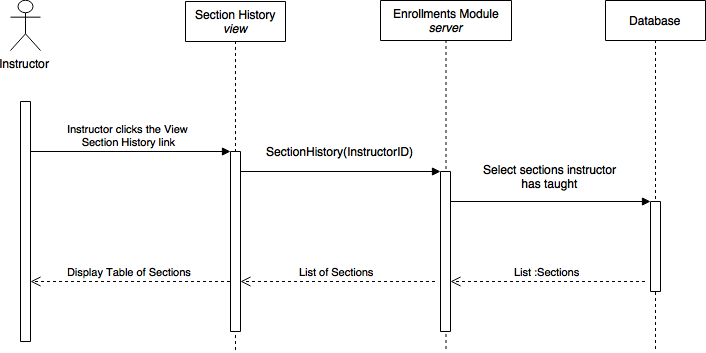 Section History
view
Enrollments Module
server
Database
Instructor
Instructor clicks the View
Section History link
SectionHistory(InstructorID)
Select sections instructor
has taught
Display Table of Sections
List of Sections
List :Sections